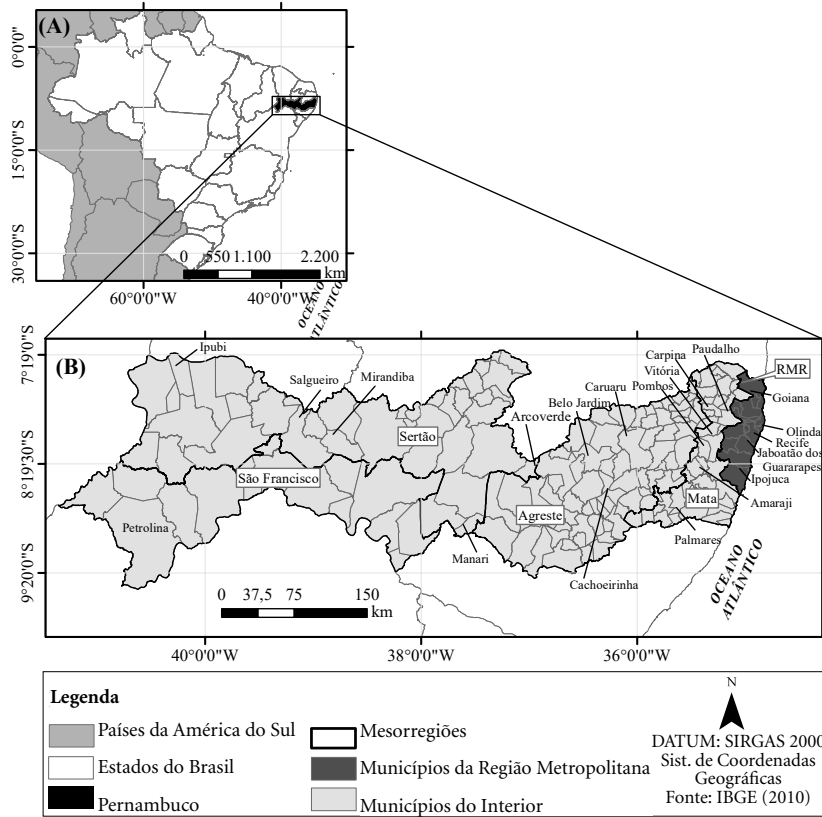 (A)
0°0'0"
15°0'0"S
30°0'0"S
0 550 1.100 2.200
km
60°0'0"W 40°0'0"W
OCEANO
ATLÂNTICO
(B)
7°19'0"S
8°19'30"S
9°20'0"S
Ipubi
Salgueiro
Mirandiba
Sertão
São Francisco
Petrolina
Manari
Arcoverde
Belo Jardim
Caruaru
Pombos
Vitória
Carpina
Paudalho
RMR
Goiana
Olinda
Recife
Jaboatão dos
Guararapes
Ipojuca
Amaraji
Mata
Agreste
Palmares
Cachoeirinha
OCEANO
ATLÂNTICO
0 37,5 75 150
km
40°0'0"W 38°0'0"W 36°0'0"W
Legenda
Países da América do Sul
Estados do Brasil
Pernambuco
Mesorregiões
Municípios da Região Metropolitana
Municípios do Interior
N
DATUM: SIRGAS 2000
Sist. de Coordenadas
Geográficas
Fonte: IBGE (2010)